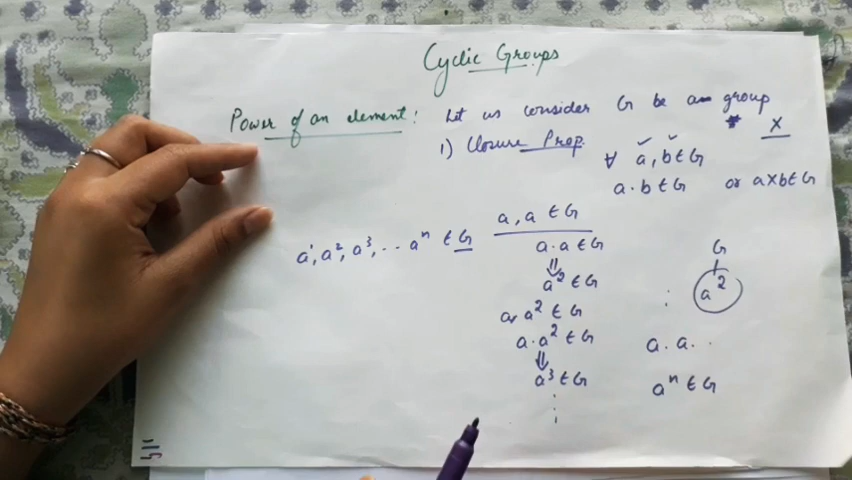 Cyclic Groups
Power of an element: Let us consider G be a group
* X
1) Closure Prop.
∀ a, b ∈ G
a·b ∈ G or a×b ∈ G
a, a ∈ G
a¹, a², a³, .. aⁿ ∈ G
a·a ∈ G
G
⇓
a² ∈ G
a²
a, a² ∈ G
a·a² ∈ G
a.a..
⇓
a³ ∈ G
aⁿ ∈ G